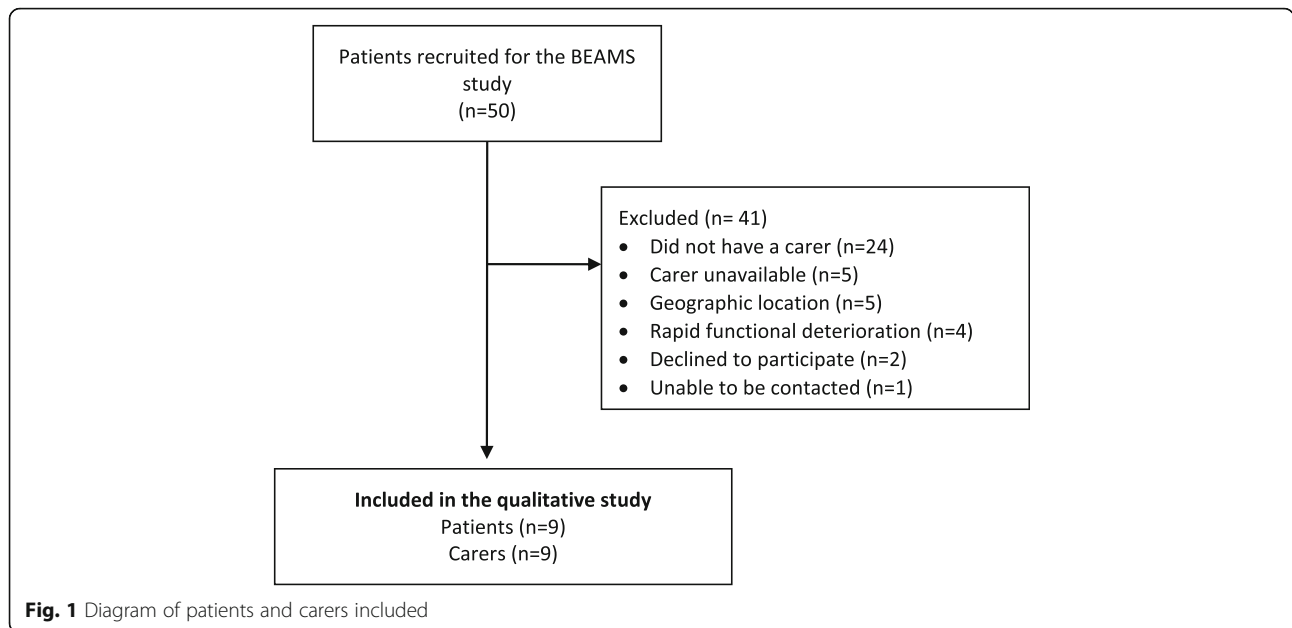 Patients recruited for the BEAMS
study
(n=50)
Excluded (n= 41)
• Did not have a carer (n=24)
• Carer unavailable (n=5)
• Geographic location (n=5)
• Rapid functional deterioration (n=4)
• Declined to participate (n=2)
• Unable to be contacted (n=1)
Included in the qualitative study
Patients (n=9)
Carers (n=9)
Fig. 1 Diagram of patients and carers included